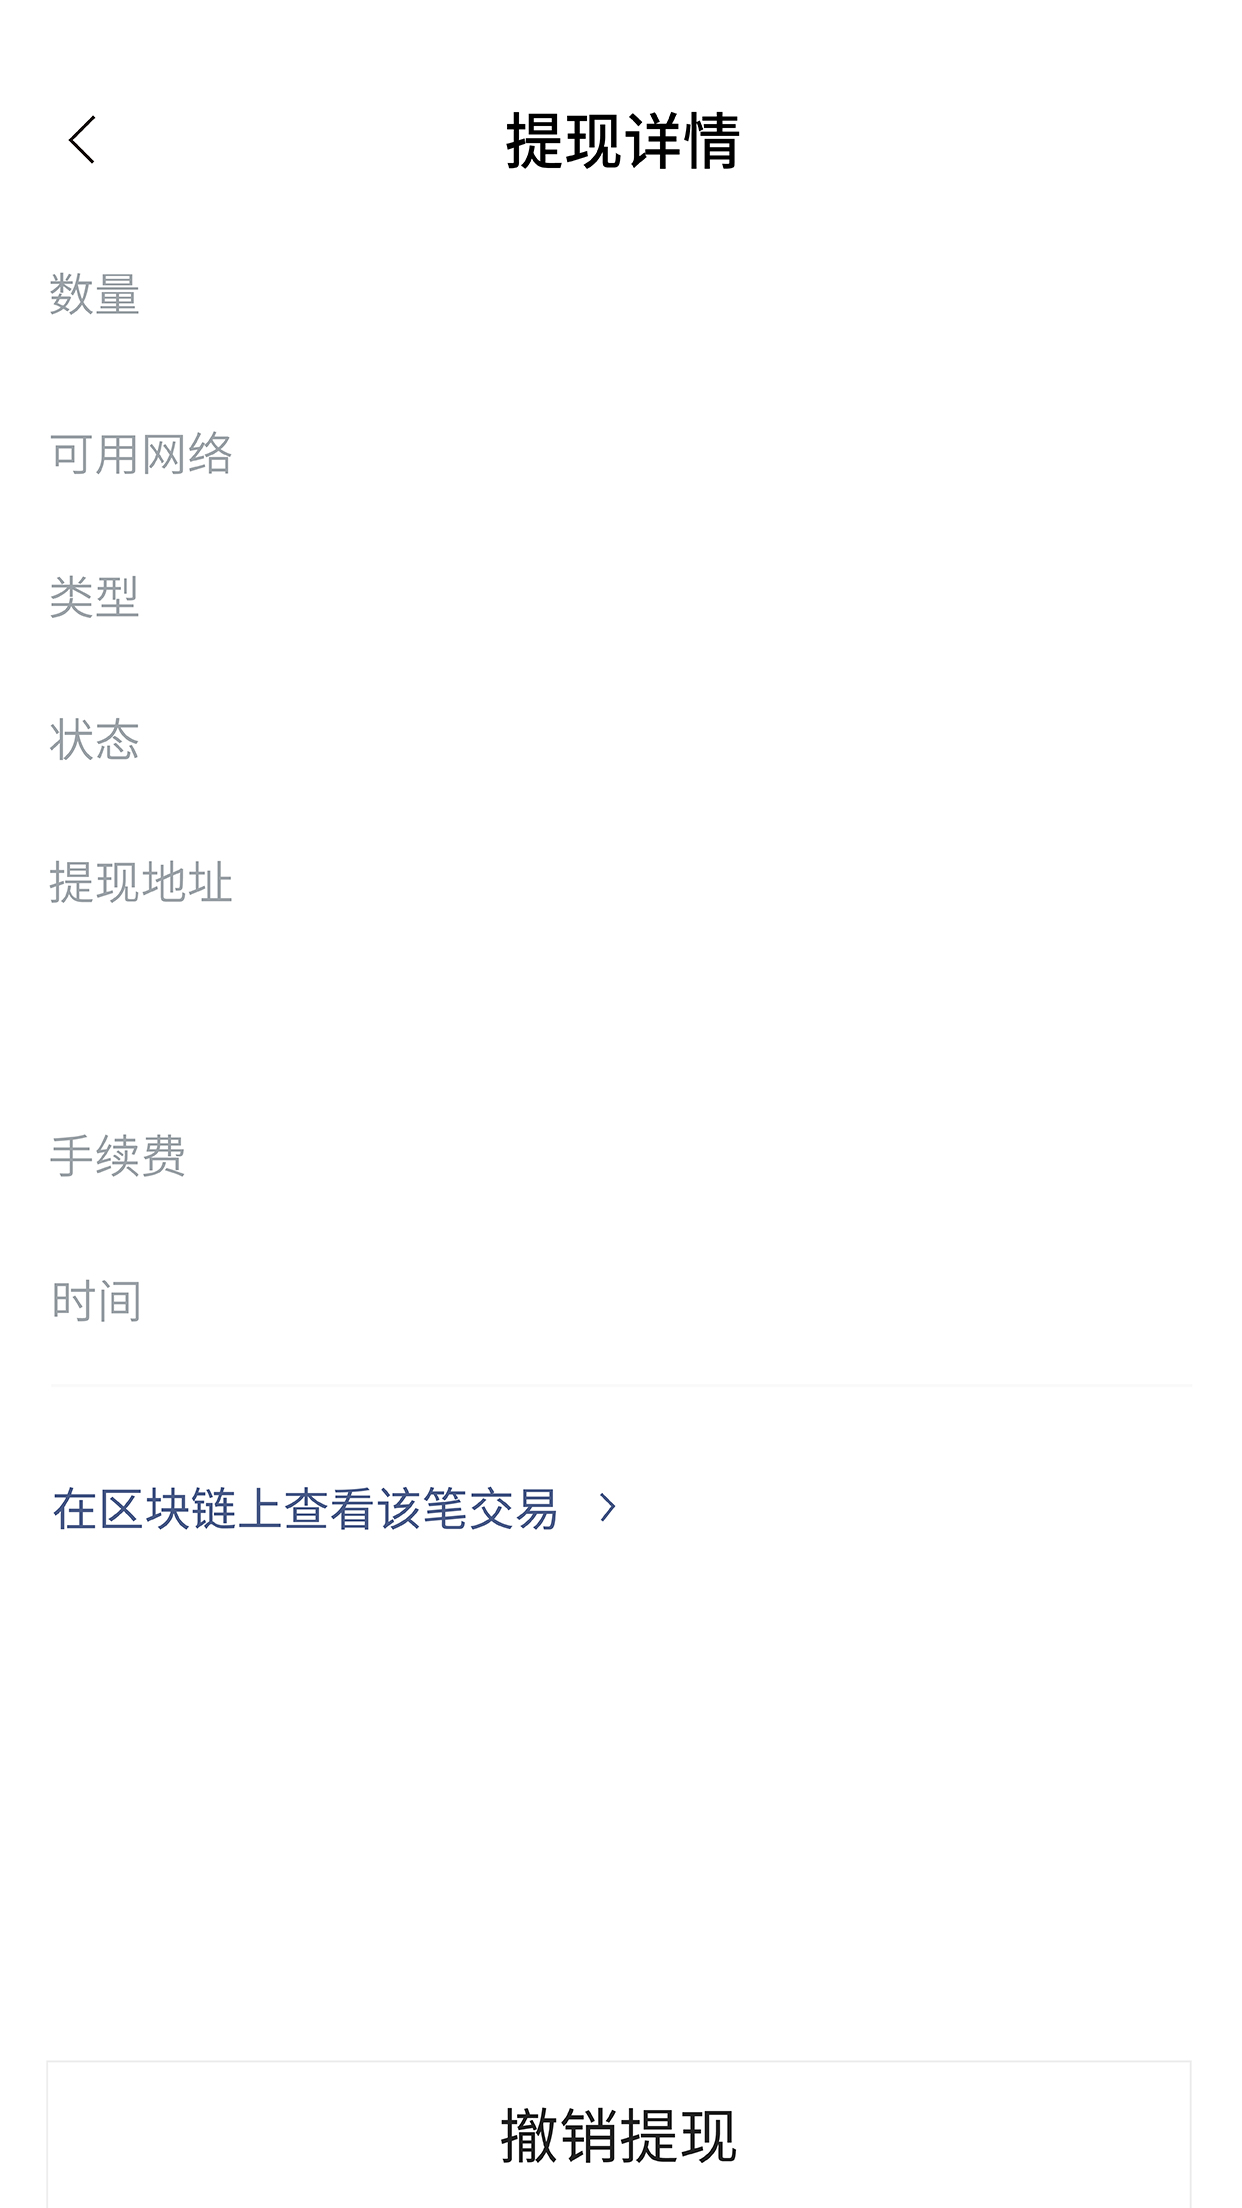 提现详情
数量
可用网络
类型
状态
提现地址
手续费
时间
在区块链上查看该笔交易
撤销提现